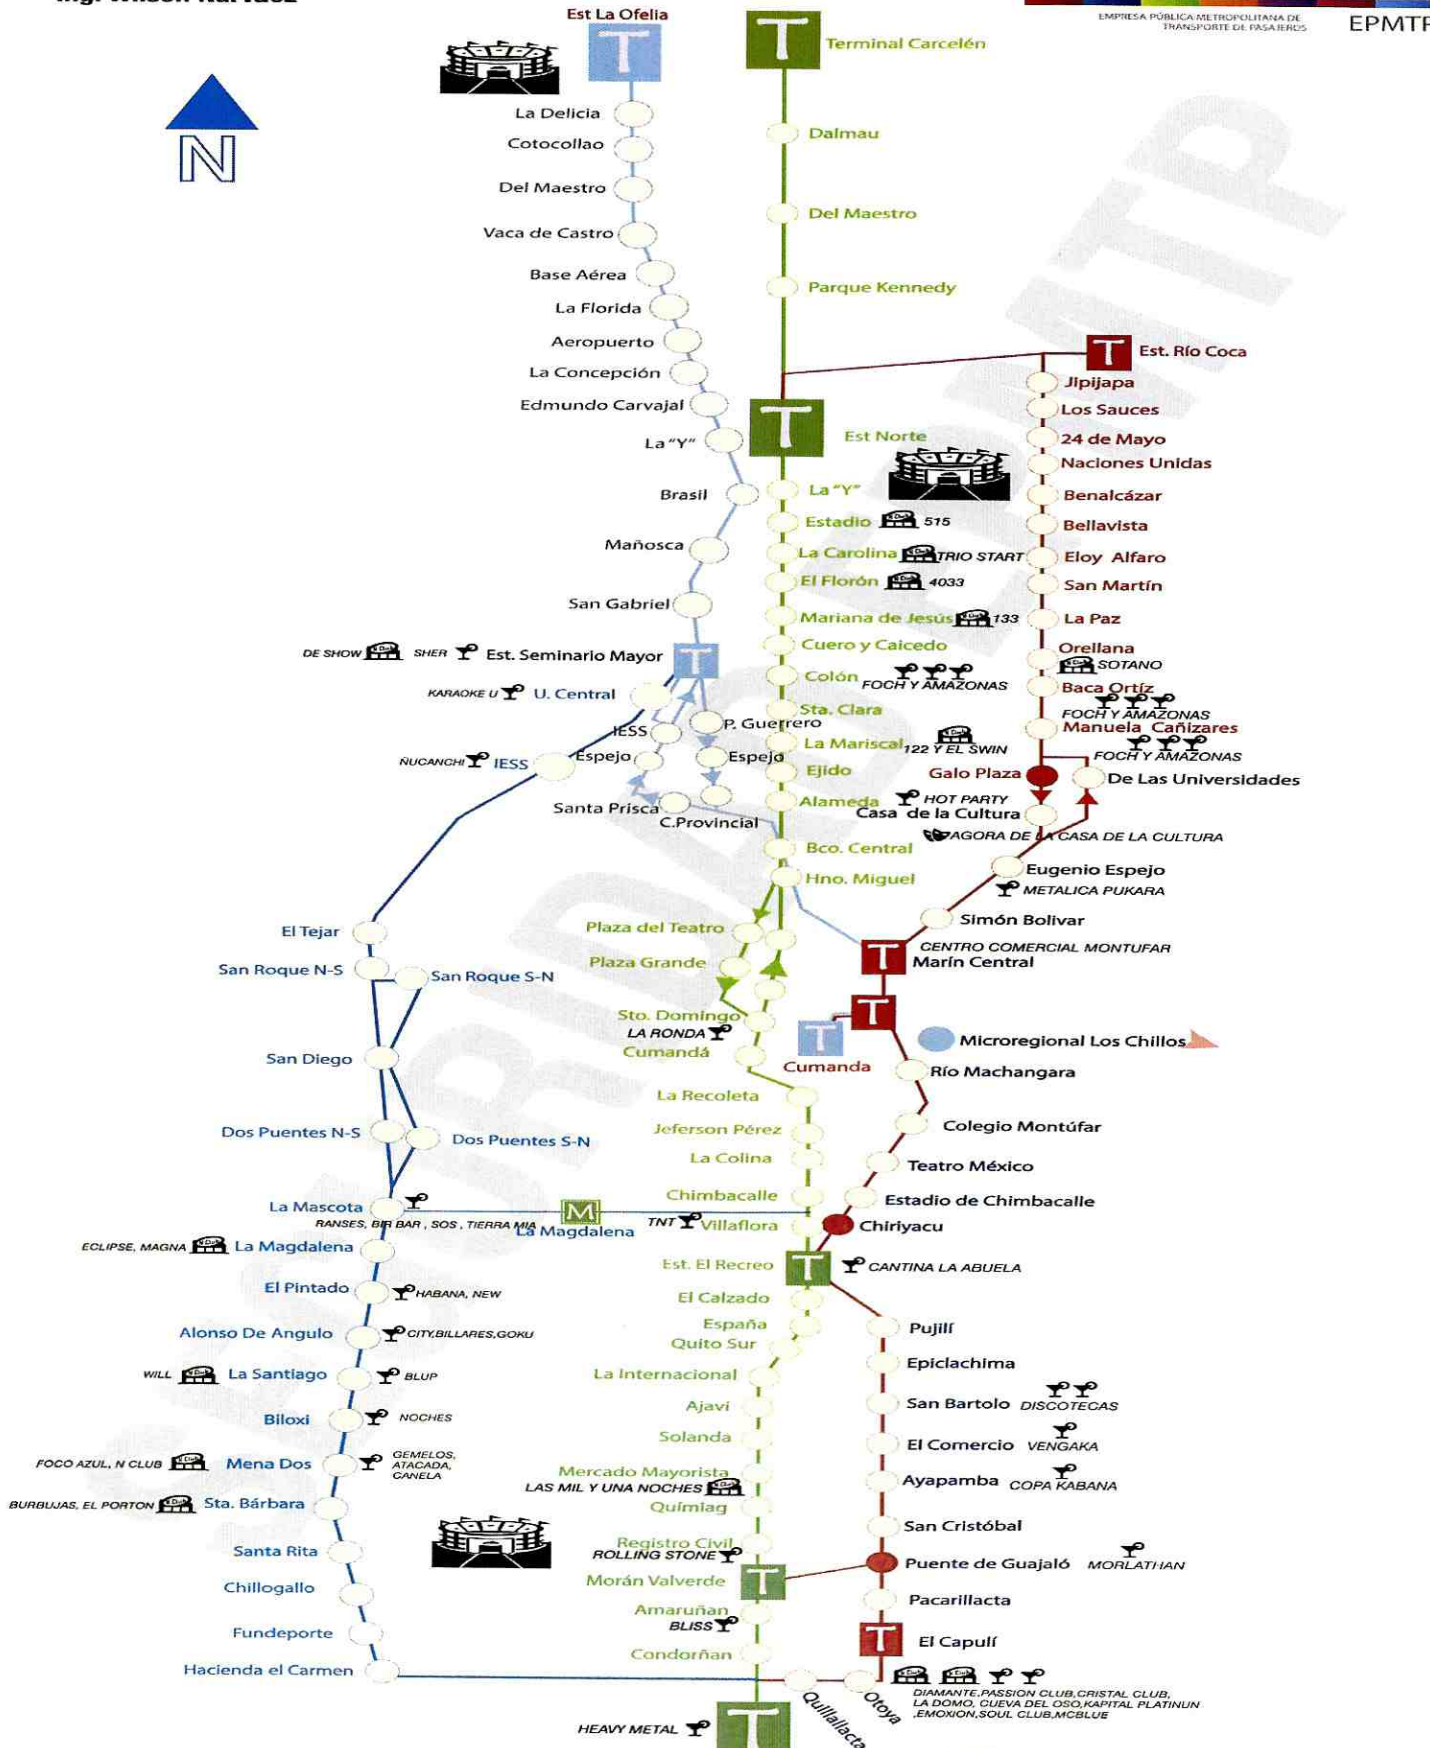 Ing. Wilson Narváez
EMPRESA PÚBLICA METROPOLITANA DE
TRANSPORTE DE PASAJEROS
EPMTP
N
Est La Ofelia
T
La Delicia
Cotocollao
Del Maestro
Vaca de Castro
Base Aérea
La Florida
Aeropuerto
La Concepción
Edmundo Carvajal
La "Y"
Brasil
Mañosca
San Gabriel
DE SHOW
SHER
Est. Seminario Mayor
T
KARAOKE U
U. Central
IESS
P. Guerrero
ÑUCANCHI
IESS
Espejo
Espejo
Santa Prisca
C.Provincial
El Tejar
San Roque N-S
San Roque S-N
San Diego
Dos Puentes N-S
Dos Puentes S-N
La Mascota
RANSES, BIR BAR , SOS , TIERRA MIA
M
La Magdalena
ECLIPSE, MAGNA
La Magdalena
El Pintado
HABANA, NEW
Alonso De Angulo
CITY,BILLARES,GOKU
WILL
La Santiago
BLUP
Biloxi
NOCHES
FOCO AZUL, N CLUB
Mena Dos
GEMELOS,
ATACADA,
CANELA
BURBUJAS, EL PORTON
Sta. Bárbara
Santa Rita
Chillogallo
Fundeporte
Hacienda el Carmen
T
Terminal Carcelén
Dalmau
Del Maestro
Parque Kennedy
T
Est Norte
La "Y"
Estadio
515
La Carolina
TRIO START
El Florón
4033
Mariana de Jesús
133
Cuero y Caicedo
Colón
FOCH Y AMAZONAS
Sta. Clara
La Mariscal
122 Y EL SWIN
Ejido
Alameda
HOT PARTY
Bco. Central
Hno. Miguel
Plaza del Teatro
Plaza Grande
Sto. Domingo
LA RONDA
Cumandá
La Recoleta
Jeferson Pérez
La Colina
Chimbacalle
TNT
Villaflora
Est. El Recreo
T
CANTINA LA ABUELA
El Calzado
España
Quito Sur
La Internacional
Ajaví
Solanda
Mercado Mayorista
LAS MIL Y UNA NOCHES
Quimiag
Registro Civil
ROLLING STONE
Morán Valverde
T
Amaruñan
BLISS
Condorñan
HEAVY METAL
T
T
Est. Río Coca
Jipijapa
Los Sauces
24 de Mayo
Naciones Unidas
Benalcázar
Bellavista
Eloy Alfaro
San Martín
La Paz
Orellana
SOTANO
Baca Ortíz
FOCH Y AMAZONAS
Manuela Cañizares
FOCH Y AMAZONAS
Galo Plaza
De Las Universidades
Casa de la Cultura
AGORA DE LA CASA DE LA CULTURA
Eugenio Espejo
METALICA PUKARA
Simón Bolivar
CENTRO COMERCIAL MONTUFAR
T
Marín Central
T
T
Cumanda
Microregional Los Chillos
Río Machangara
Colegio Montúfar
Teatro México
Estadio de Chimbacalle
Chiriyacu
Pujilí
Epiclachima
San Bartolo
DISCOTECAS
El Comercio
VENGAKA
Ayapamba
COPA KABANA
San Cristóbal
Puente de Guajaló
MORLATHAN
Pacarillacta
T
El Capulí
Quillallacta
Otoya
DIAMANTE,PASSION CLUB,CRISTAL CLUB,
LA DOMO, CUEVA DEL OSO,KAPITAL PLATINUN
,EMOXION,SOUL CLUB,MCBLUE
SEGURIDAD EPMTP